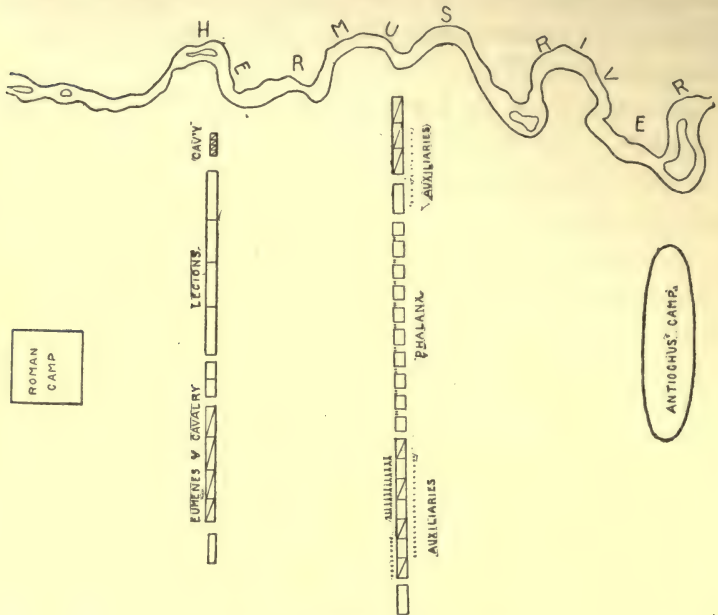 HERMUS RIVER
CAV'Y
LEGIONS.
EUMENES & CAVALRY
ROMAN
CAMP
AUXILIARIES
PHALANX
AUXILIARIES
ANTIOCHUS' CAMP.